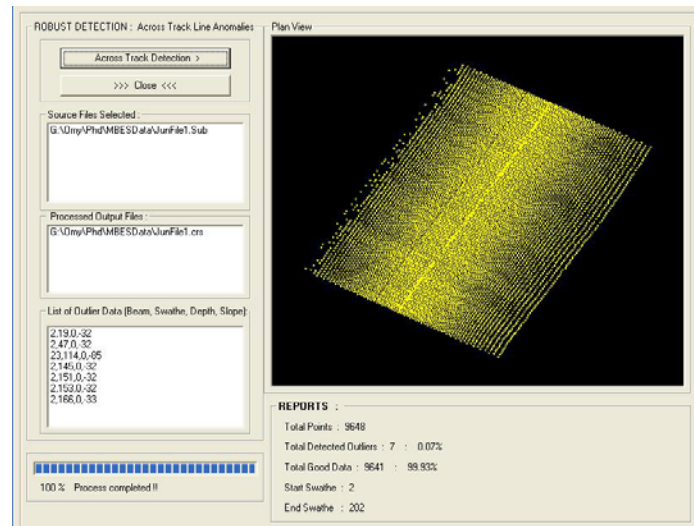 ROBUST DETECTION : Across Track Line Anomalies
Across Track Detection >
>>> Close <<<
Source Files Selected :
G:\Omy\Phd\MBESData\JunFile1.Sub
Processed Output Files :
G:\Omy\Phd\MBESData\JunFile1.crs
List of Outlier Data (Beam, Swathe, Depth, Slope):
2,19,0,-32
2,47,0,-32
23,114,0,-85
2,145,0,-32
2,151,0,-32
2,153,0,-32
2,166,0,-33
100 % Process completed !!
Plan View
REPORTS :
Total Points : 9648
Total Detected Outliers : 7 : 0.07%
Total Good Data : 9641 : 99.93%
Start Swathe : 2
End Swathe : 202